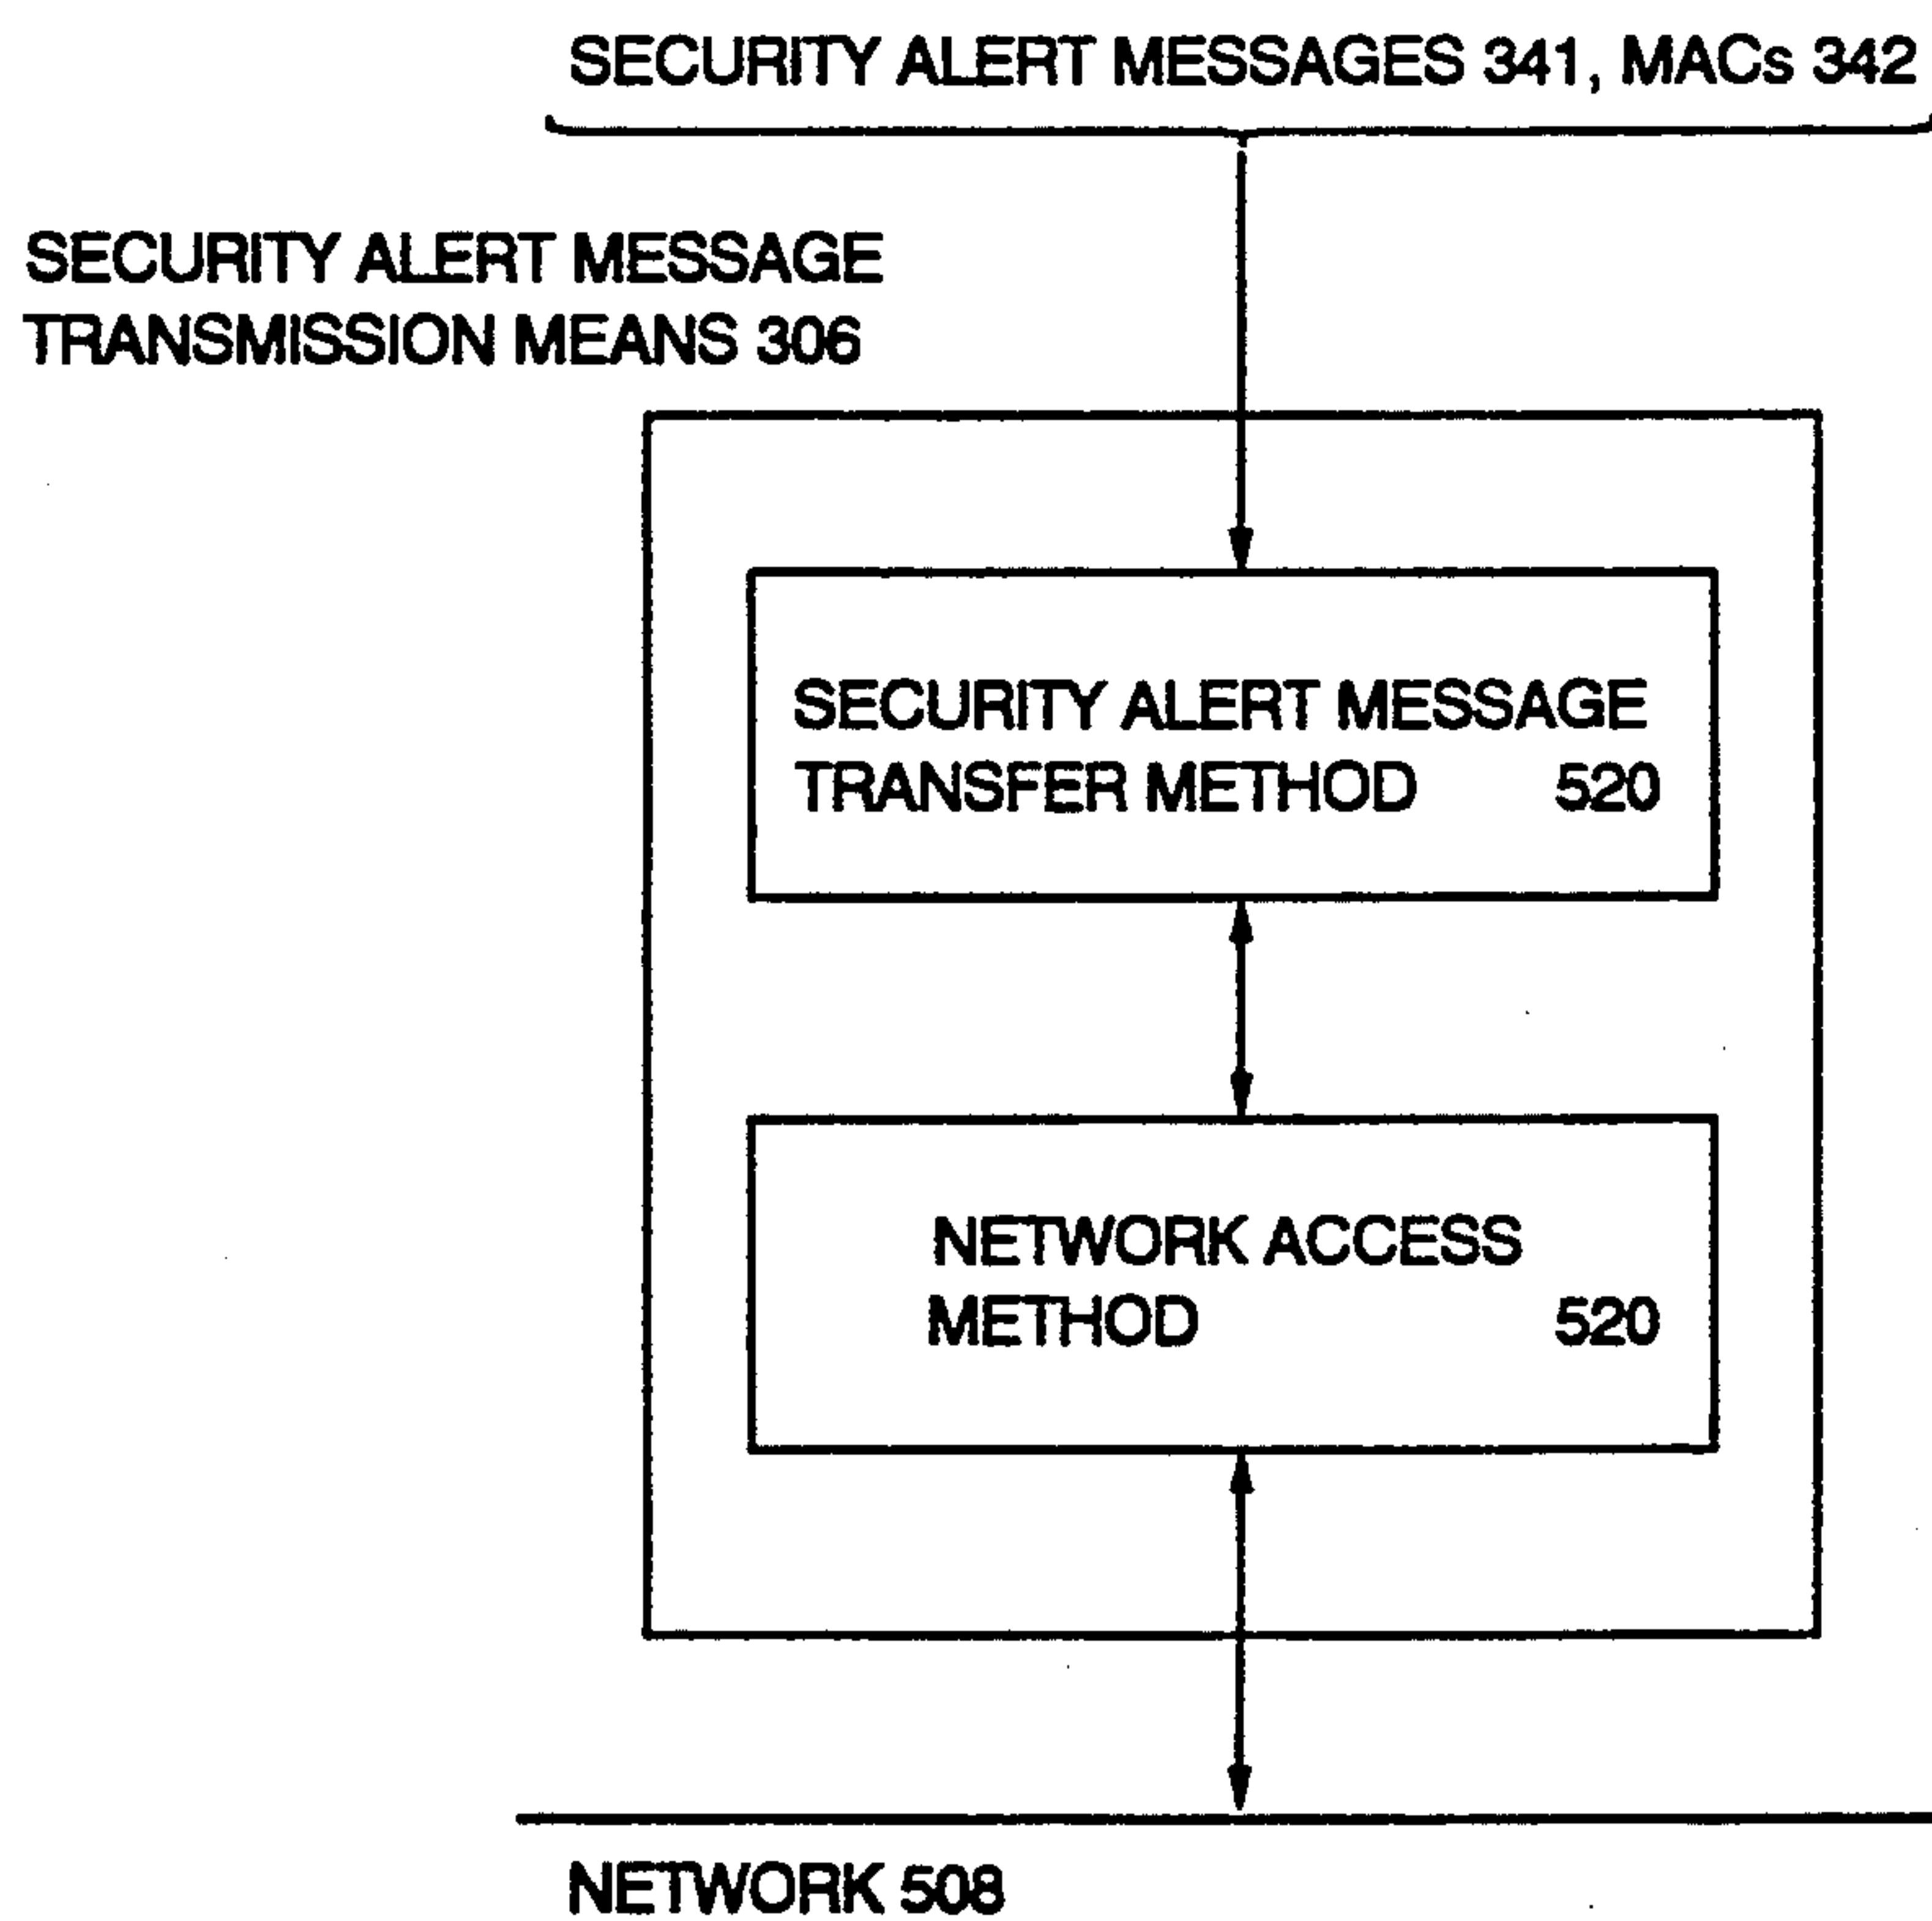 SECURITY ALERT MESSAGES 341, MACs 342
SECURITY ALERT MESSAGE
TRANSMISSION MEANS 306
SECURITY ALERT MESSAGE
TRANSFER METHOD 520
NETWORK ACCESS
METHOD 520
NETWORK 508